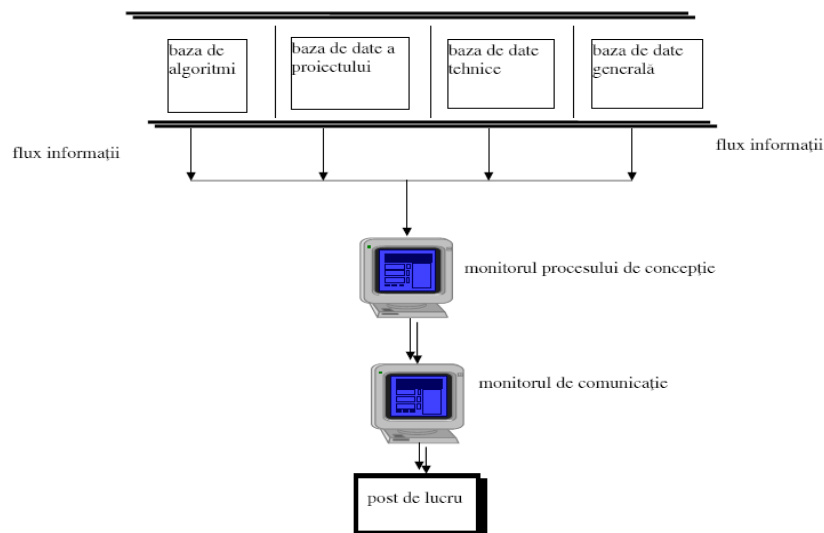 baza de
algoritmi
baza de date a
proiectului
baza de date
tehnice
baza de date
generală
flux informații
flux informații
monitorul procesului de concepție
monitorul de comunicație
post de lucru